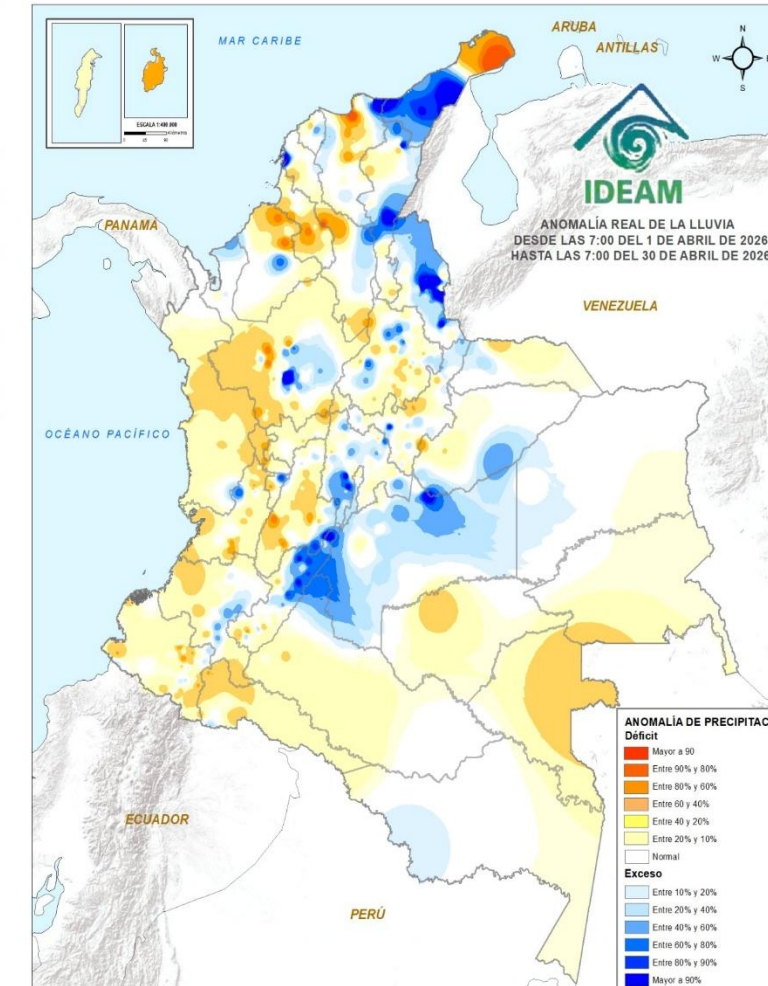 MAR CARIBE
ARUBA
ANTILLAS
N
W
S
ESCALA 1:400.000
IDEAM
ANOMALÍA REAL DE LA LLUVIA
DESDE LAS 7:00 DEL 1 DE ABRIL DE 2026
HASTA LAS 7:00 DEL 30 DE ABRIL DE 2026
PANAMA
VENEZUELA
OCÉANO PACÍFICO
ECUADOR
PERÚ
ANOMALÍA DE PRECIPITAC
Déficit
Mayor a 90
Entre 90% y 80%
Entre 80% y 60%
Entre 60 y 40%
Entre 40 y 20%
Entre 20% y 10%
Normal
Exceso
Entre 10% y 20%
Entre 20% y 40%
Entre 40% y 60%
Entre 60% y 80%
Entre 80% y 90%
Mayor a 90%